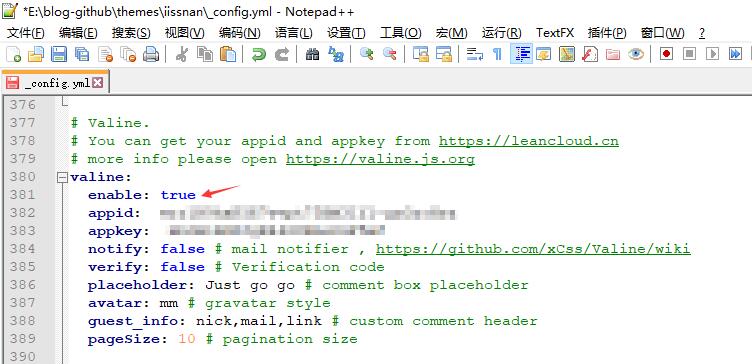 *E:\blog-github\themes\iissnan\_config.yml - Notepad++
文件(F) 编辑(E) 搜索(S) 视图(V) 编码(N) 语言(L) 设置(T) 工具(O) 宏(M) 运行(R) TextFX 插件(P) 窗口(W) ?
_config.yml
376
377 # Valine.
378 # You can get your appid and appkey from https://leancloud.cn
379 # more info please open https://valine.js.org
380 valine:
381 enable: true
382 appid:
383 appkey:
384 notify: false # mail notifier , https://github.com/xCss/Valine/wiki
385 verify: false # Verification code
386 placeholder: Just go go # comment box placeholder
387 avatar: mm # gravatar style
388 guest_info: nick,mail,link # custom comment header
389 pageSize: 10 # pagination size
390